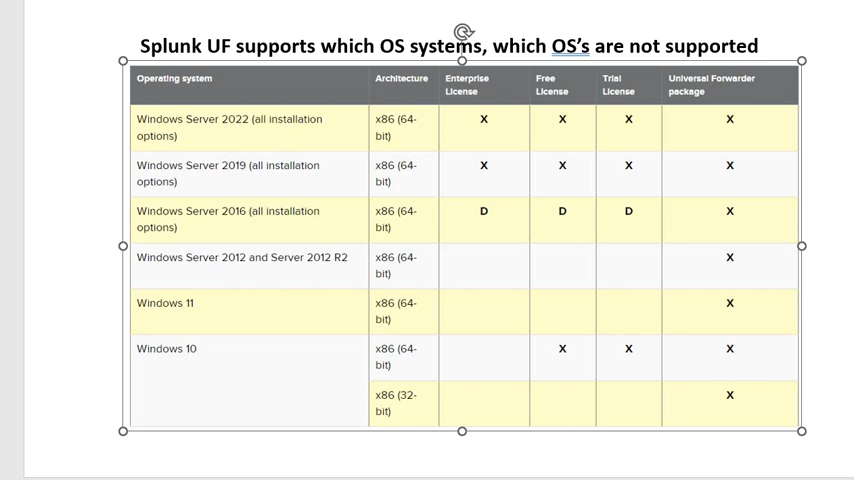 Splunk UF supports which OS systems, which OS's are not supported
Operating system Architecture Enterprise License Free License Trial License Universal Forwarder package
Windows Server 2022 (all installation options) x86 (64-bit) X X X X
Windows Server 2019 (all installation options) x86 (64-bit) X X X X
Windows Server 2016 (all installation options) x86 (64-bit) D D D X
Windows Server 2012 and Server 2012 R2 x86 (64-bit) X
Windows 11 x86 (64-bit) X
Windows 10 x86 (64-bit) X X X
x86 (32-bit) X